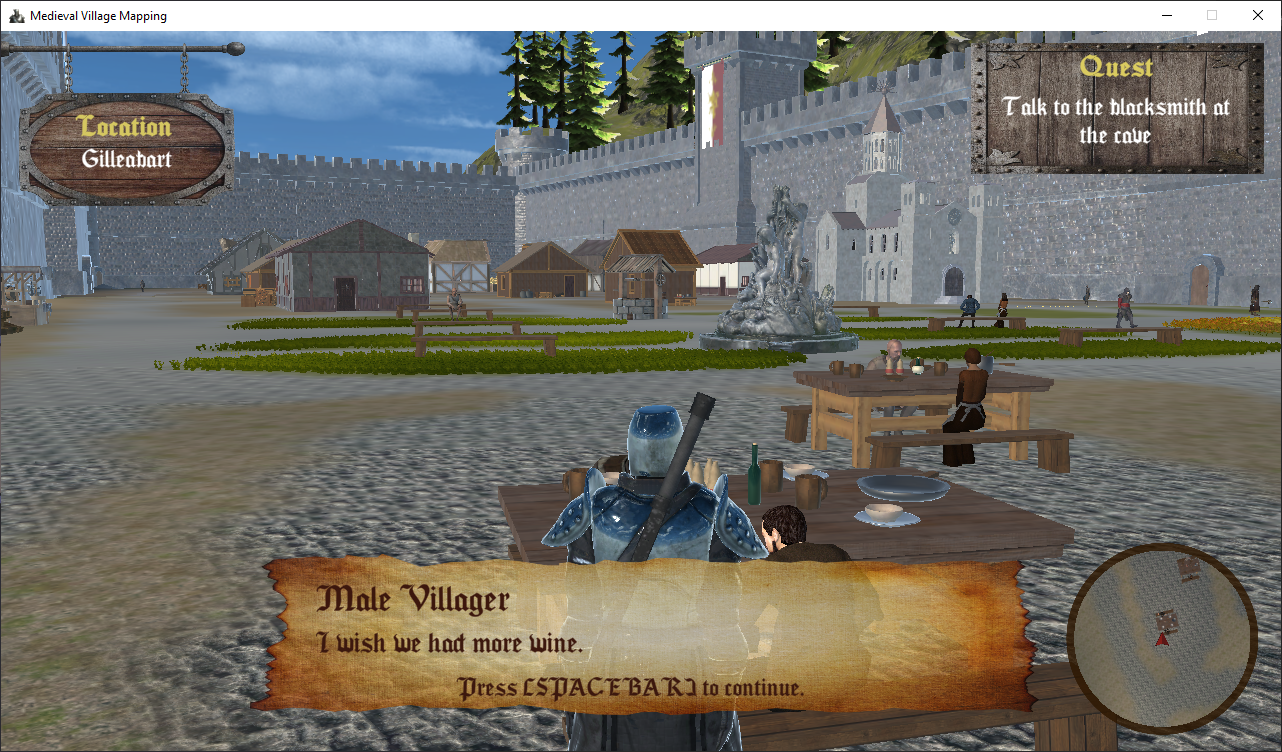 Medieval Village Mapping
Location
Gilleabart
Quest
Talk to the blacksmith at
the cave
Male Villager
I wish we had more wine.
Press [SPACEBAR] to continue.